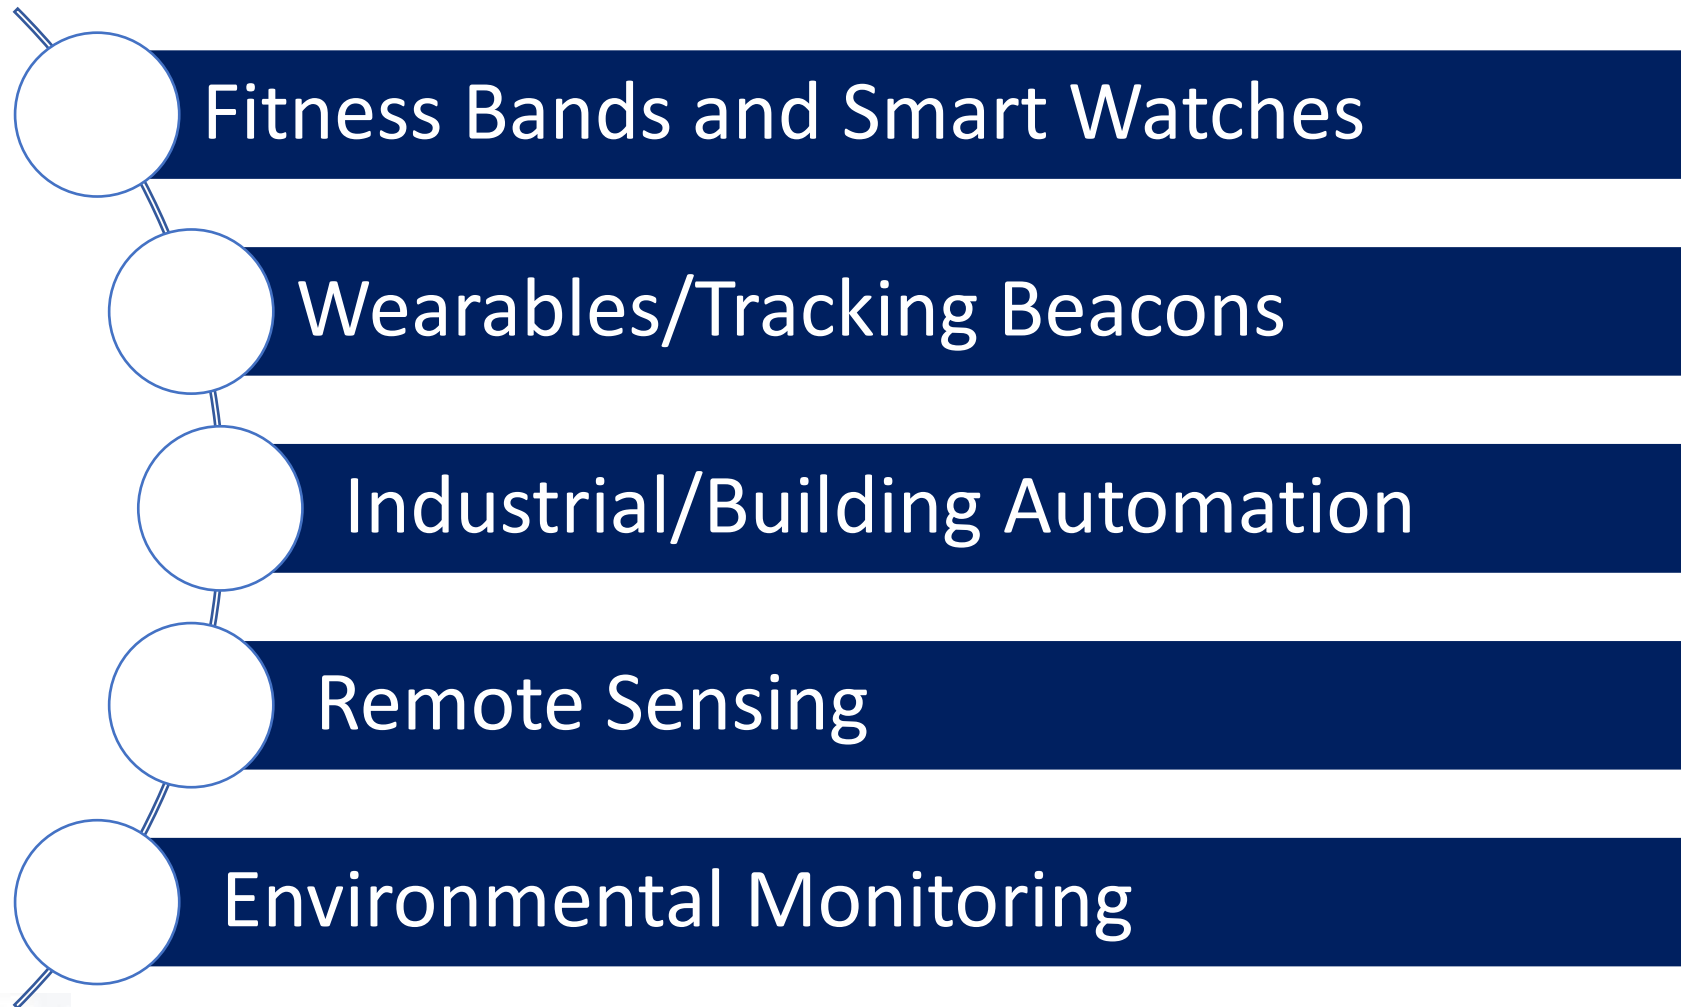 Fitness Bands and Smart Watches
Wearables/Tracking Beacons
Industrial/Building Automation
Remote Sensing
Environmental Monitoring